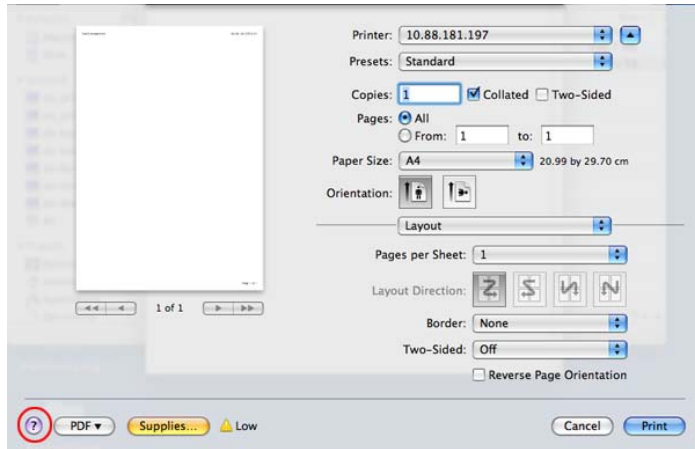 Printer: 10.88.181.197
Presets: Standard
Copies: 1 Collated Two-Sided
Pages: All
From: 1 to: 1
Paper Size: A4 20.99 by 29.70 cm
Orientation:
Layout
Pages per Sheet: 1
Layout Direction:
Border: None
Two-Sided: Off
Reverse Page Orientation
1 of 1
? PDF Supplies... Low Cancel Print